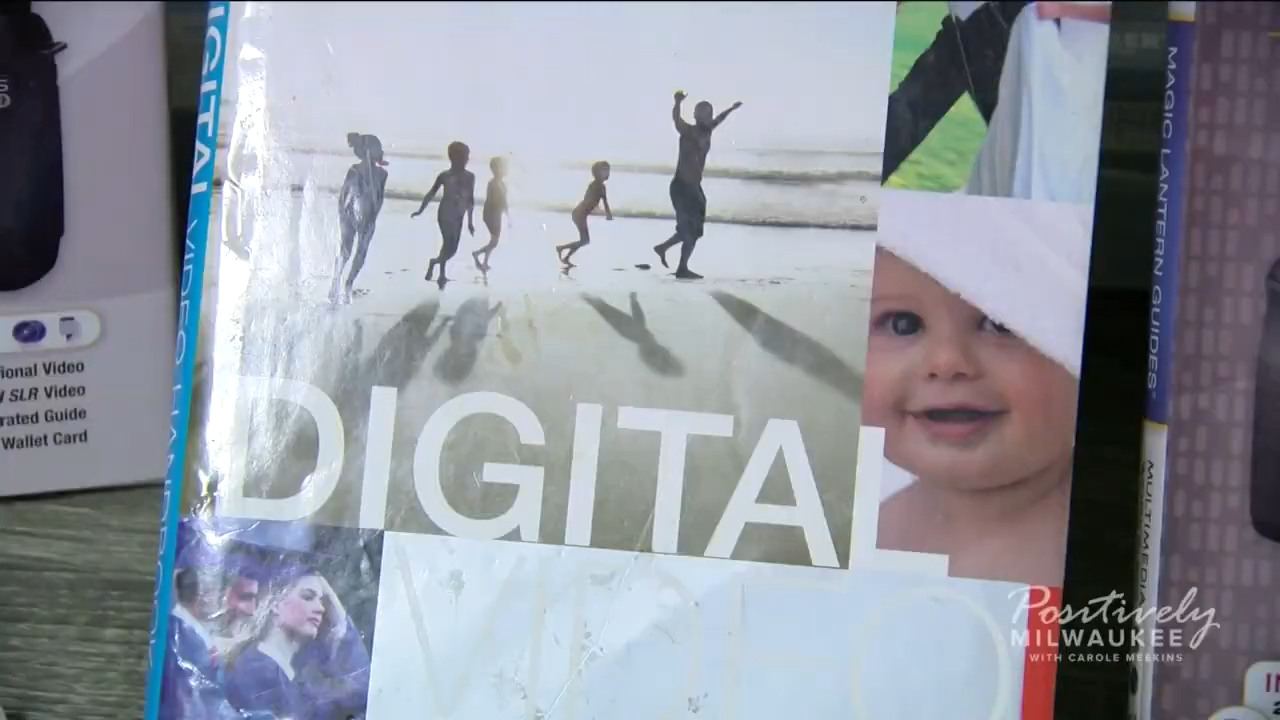 DIGITAL VIDEO HANDBOOK
ional Video
SLR Video
rated Guide
Wallet Card
DIGITAL
VIDEO
MAGIC LANTERN GUIDES®
MULTIMEDIA
Positively
MILWAUKEE
WITH CAROLE MEEKINS